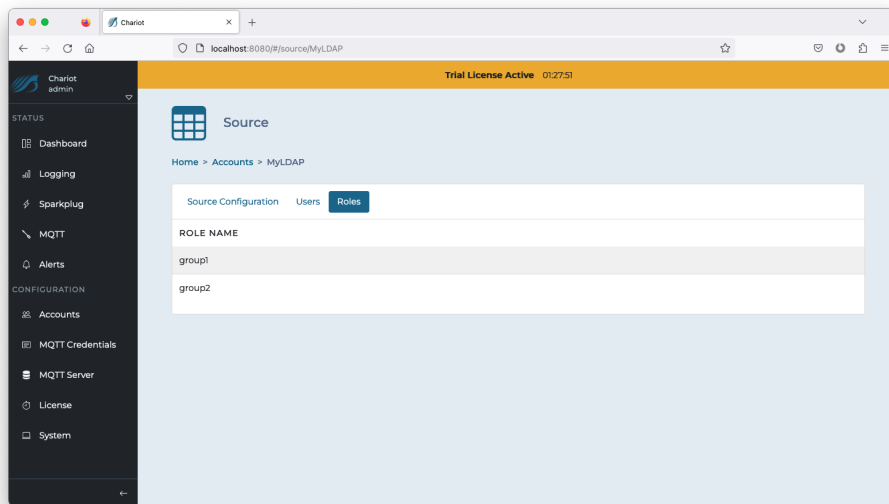 Chariot
localhost:8080/#/source/MyLDAP
Chariot
admin
Trial License Active 01:27:51
STATUS
Dashboard
Logging
Sparkplug
MQTT
Alerts
CONFIGURATION
Accounts
MQTT Credentials
MQTT Server
License
System
Source
Home > Accounts > MyLDAP
Source Configuration Users Roles
ROLE NAME
group1
group2